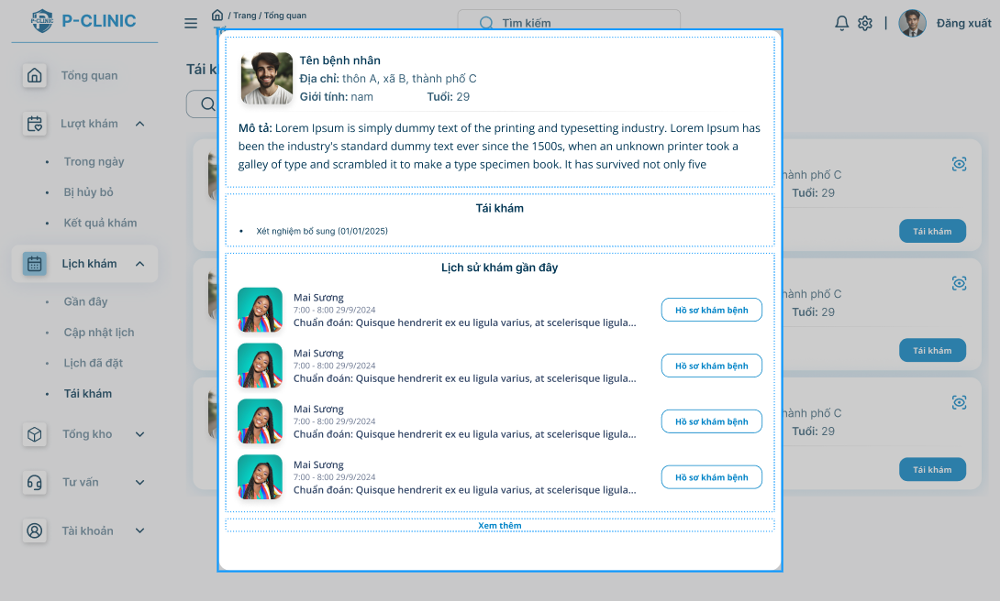 P-CLINIC
P-CLINIC
/ Trang / Tổng quan
Tìm kiếm
|
Đăng xuất
Tổng quan
Lượt khám
Trong ngày
Bị hủy bỏ
Kết quả khám
Lịch khám
Gần đây
Cập nhật lịch
Lịch đã đặt
Tái khám
Tổng kho
Tư vấn
Tài khoản
Tái k
Tên bệnh nhân
Địa chỉ: thôn A, xã B, thành phố C
Giới tính: nam Tuổi: 29
Mô tả: Lorem Ipsum is simply dummy text of the printing and typesetting industry. Lorem Ipsum has
been the industry's standard dummy text ever since the 1500s, when an unknown printer took a
galley of type and scrambled it to make a type specimen book. It has survived not only five
Tái khám
• Xét nghiệm bổ sung (01/01/2025)
Lịch sử khám gần đây
Mai Sương
7:00 - 8:00 29/9/2024
Chuẩn đoán: Quisque hendrerit ex eu ligula varius, at scelerisque ligula...
Hồ sơ khám bệnh
Mai Sương
7:00 - 8:00 29/9/2024
Chuẩn đoán: Quisque hendrerit ex eu ligula varius, at scelerisque ligula...
Hồ sơ khám bệnh
Mai Sương
7:00 - 8:00 29/9/2024
Chuẩn đoán: Quisque hendrerit ex eu ligula varius, at scelerisque ligula...
Hồ sơ khám bệnh
Mai Sương
7:00 - 8:00 29/9/2024
Chuẩn đoán: Quisque hendrerit ex eu ligula varius, at scelerisque ligula...
Hồ sơ khám bệnh
Xem thêm
hành phố C
Tuổi: 29
Tái khám
hành phố C
Tuổi: 29
Tái khám
hành phố C
Tuổi: 29
Tái khám